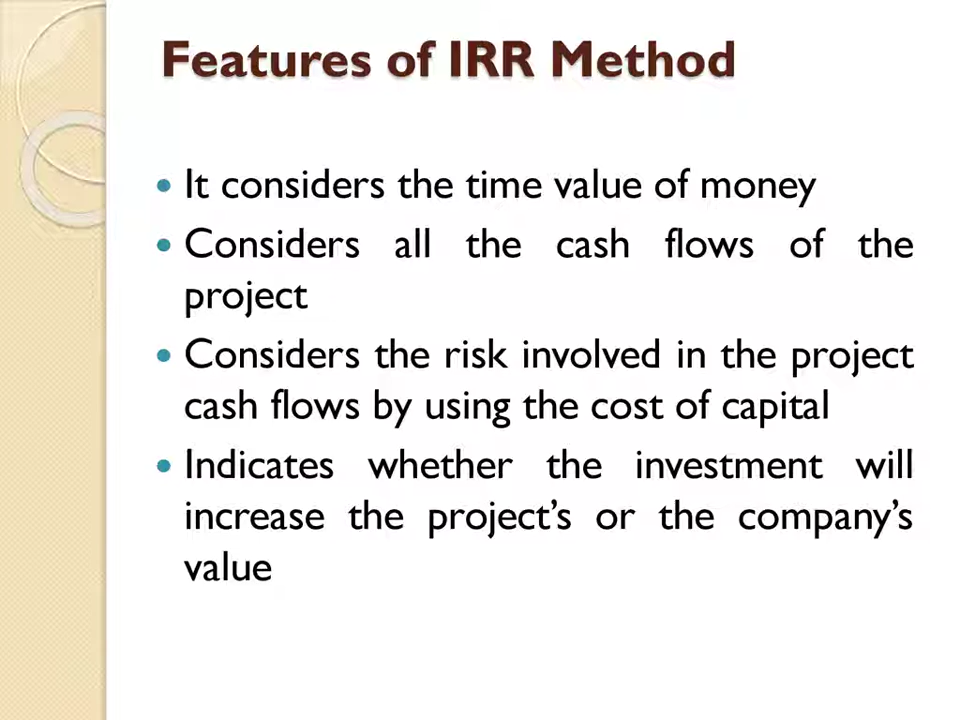 Features of IRR Method
• It considers the time value of money
• Considers all the cash flows of the
project
• Considers the risk involved in the project
cash flows by using the cost of capital
• Indicates whether the investment will
increase the project’s or the company’s
value